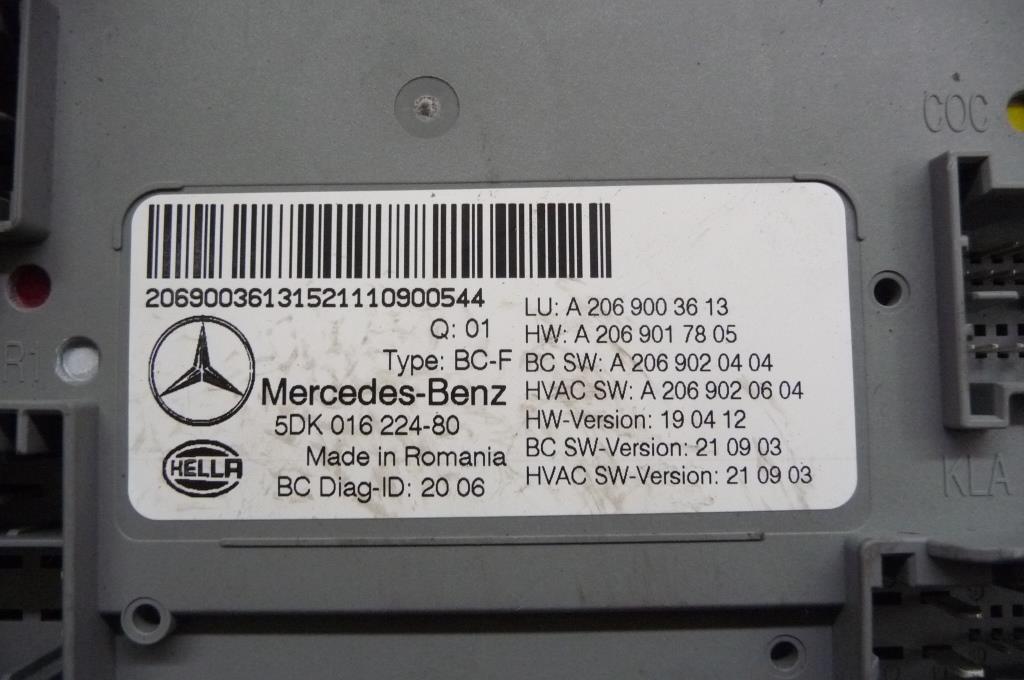 COC
20690036131521110900544
Q: 01
Type: BC-F
Mercedes-Benz
5DK 016 224-80
Made in Romania
BC Diag-ID: 20 06
HELLA
LU: A 206 900 36 13
HW: A 206 901 78 05
BC SW: A 206 902 04 04
HVAC SW: A 206 902 06 04
HW-Version: 19 04 12
BC SW-Version: 21 09 03
HVAC SW-Version: 21 09 03
R1
KLA